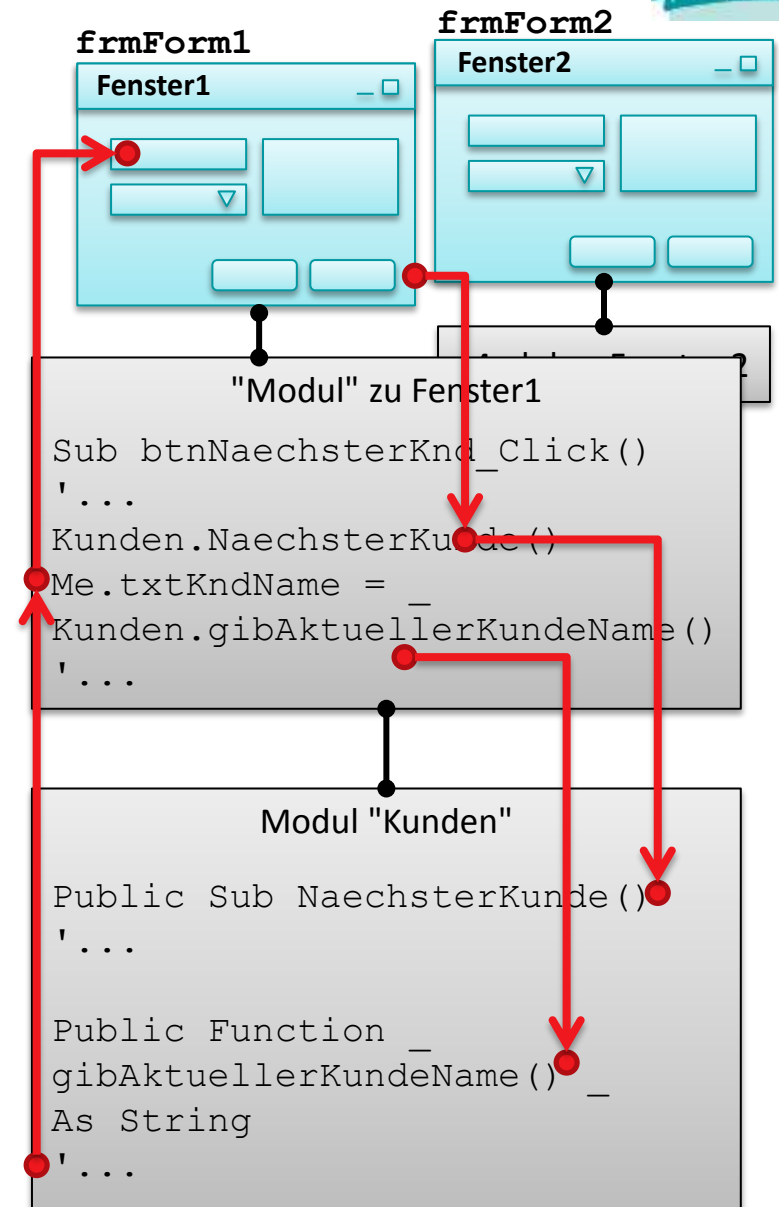 frmForm1
frmForm2
Fenster1
Fenster2
"Modul" zu Fenster1
Sub btnNaechsterKnd_Click()
'...
Kunden.NaechsterKunde()
Me.txtKndName = _
Kunden.gibAktuellerKundeName()
'...
Modul "Kunden"
Public Sub NaechsterKunde()
'...
Public Function _
gibAktuellerKundeName() _
As String
'...